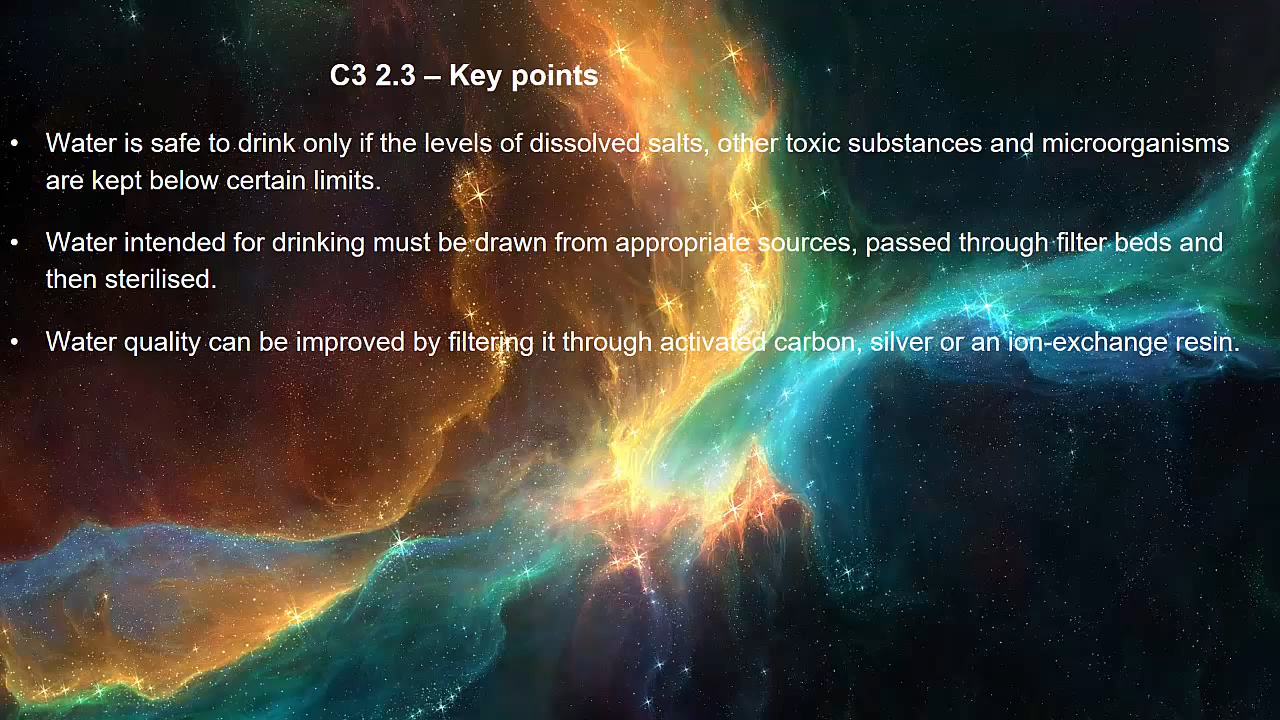 C3 2.3 – Key points
• Water is safe to drink only if the levels of dissolved salts, other toxic substances and microorganisms
are kept below certain limits.
• Water intended for drinking must be drawn from appropriate sources, passed through filter beds and
then sterilised.
• Water quality can be improved by filtering it through activated carbon, silver or an ion-exchange resin.